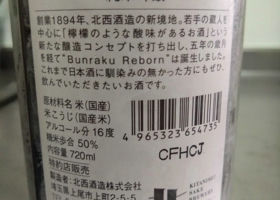 創業1894年、北西酒造の新境地。若手の蔵人を
中心に「檸檬のような酸味があるお酒」という
新たな醸造コンセプトを打ち出し、五年の歳月
を経て"Bunraku Reborn"は誕生しました。
これまで日本酒に馴染みの無かった方にもぜひ、
飲んでいただきたいお酒です。
原材料名 米(国産)
米こうじ(国産米)
アルコール分 16度
精米歩合 50%
内容量 720ml
特約店販売
製造者 北西酒造株式会社
埼玉県上尾市上町2-5-5
4965323654735
CFHCJ
KITANISHI
SAKE
BREWERY